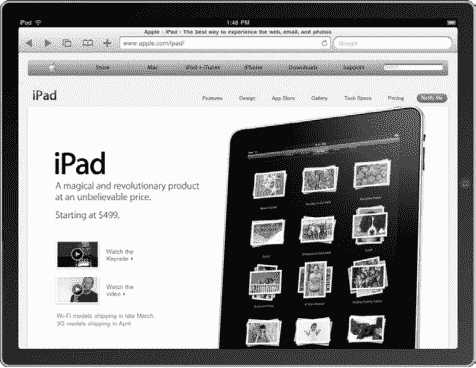 iPad
1:48 PM
Apple - iPad - The best way to experience the web, email, and photos
www.apple.com/ipad/
Google
Store Mac iPod + iTunes iPhone Downloads Support
iPad
Features Design App Store Gallery Tech Specs Pricing Notify Me
iPad
A magical and revolutionary product
at an unbelievable price.
Starting at $499.
Watch the
Keynote
Watch the
video
Wi-Fi models shipping in late March.
3G models shipping in April.